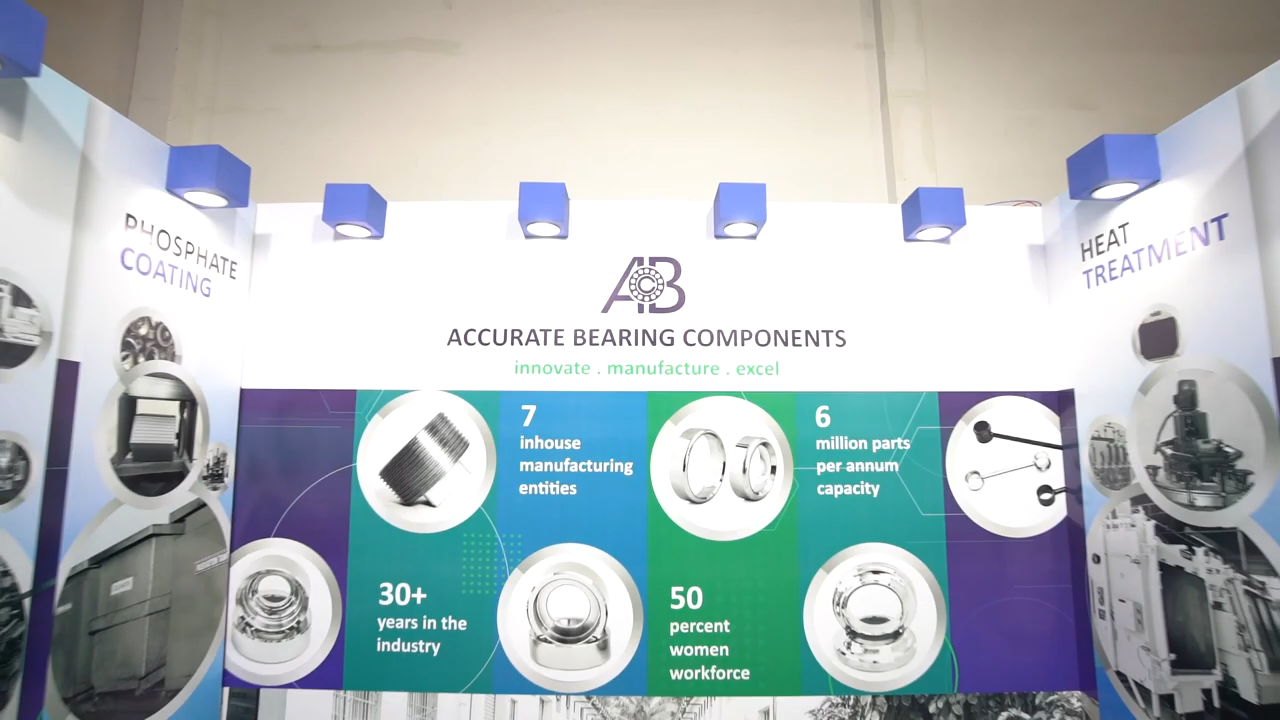 PHOSPHATE
COATING
ABC
ACCURATE BEARING COMPONENTS
innovate . manufacture . excel
HEAT
TREATMENT
7
inhouse
manufacturing
entities
6
million parts
per annum
capacity
30+
years in the
industry
50
percent
women
workforce